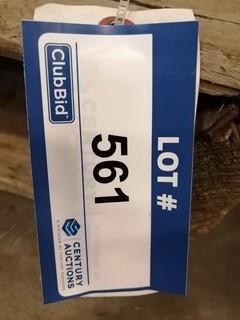 LOT #
561
ClubBid
CENTURY
AUCTIONS